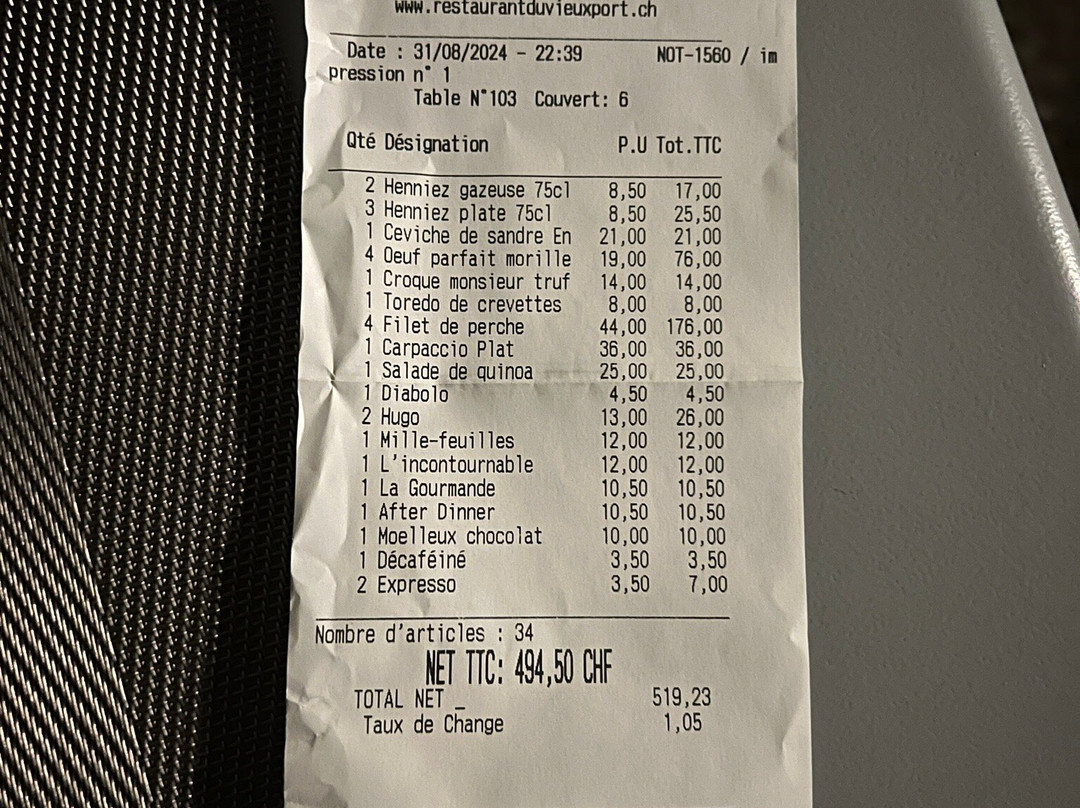 www.restaurantduvieuxport.ch
Date : 31/08/2024 - 22:39 NOT-1560 / im
pression n° 1
Table N°103 Couvert: 6
Qté Désignation P.U Tot.TTC
2 Henniez gazeuse 75cl 8,50 17,00
3 Henniez plate 75cl 8,50 25,50
1 Ceviche de sandre En 21,00 21,00
4 Oeuf parfait morille 19,00 76,00
1 Croque monsieur truf 14,00 14,00
1 Toredo de crevettes 8,00 8,00
4 Filet de perche 44,00 176,00
1 Carpaccio Plat 36,00 36,00
1 Salade de quinoa 25,00 25,00
1 Diabolo 4,50 4,50
2 Hugo 13,00 26,00
1 Mille-feuilles 12,00 12,00
1 L'incontournable 12,00 12,00
1 La Gourmande 10,50 10,50
1 After Dinner 10,50 10,50
1 Moelleux chocolat 10,00 10,00
1 Décaféiné 3,50 3,50
2 Expresso 3,50 7,00
Nombre d'articles : 34
NET TTC: 494,50 CHF
TOTAL NET _ 519,23
Taux de Change 1,05